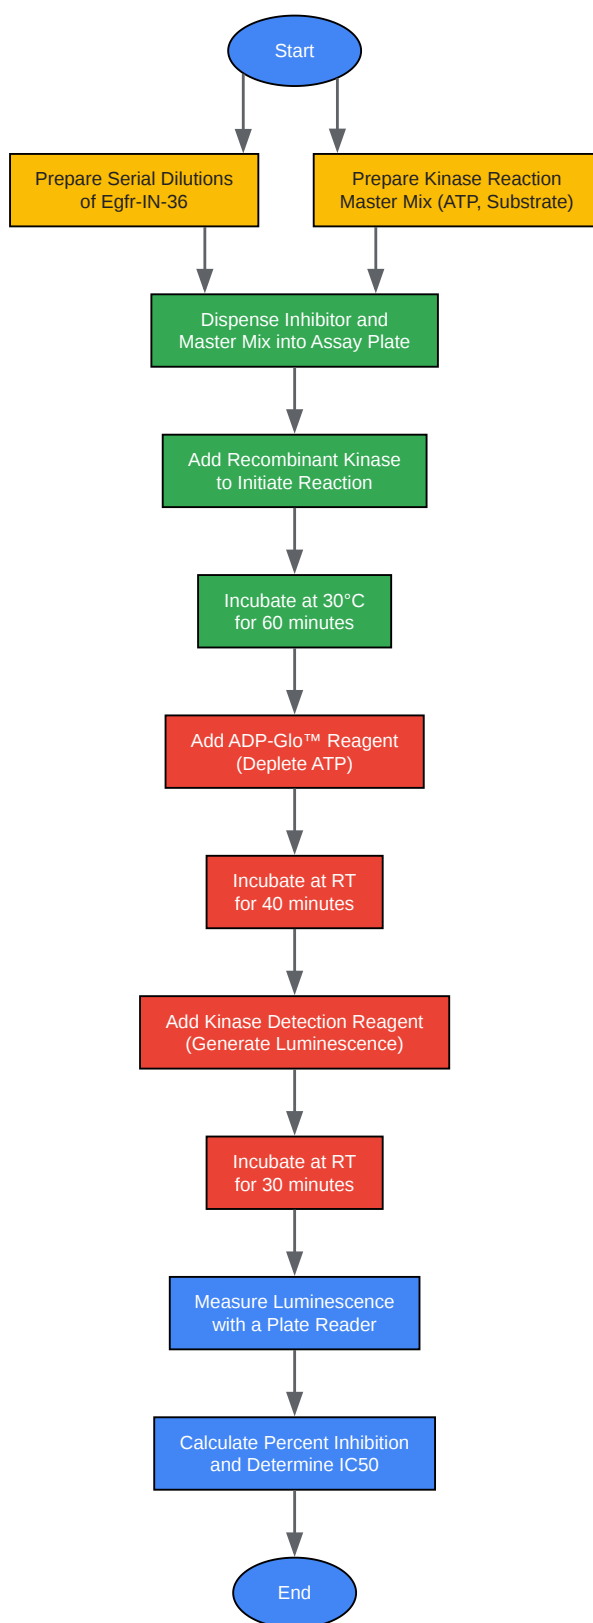 Start
Prepare Serial Dilutions
of Egfr-IN-36
Prepare Kinase Reaction
Master Mix (ATP, Substrate)
Dispense Inhibitor and
Master Mix into Assay Plate
Add Recombinant Kinase
to Initiate Reaction
Incubate at 30°C
for 60 minutes
Add ADP-Glo™ Reagent
(Deplete ATP)
Incubate at RT
for 40 minutes
Add Kinase Detection Reagent
(Generate Luminescence)
Incubate at RT
for 30 minutes
Measure Luminescence
with a Plate Reader
Calculate Percent Inhibition
and Determine IC50
End